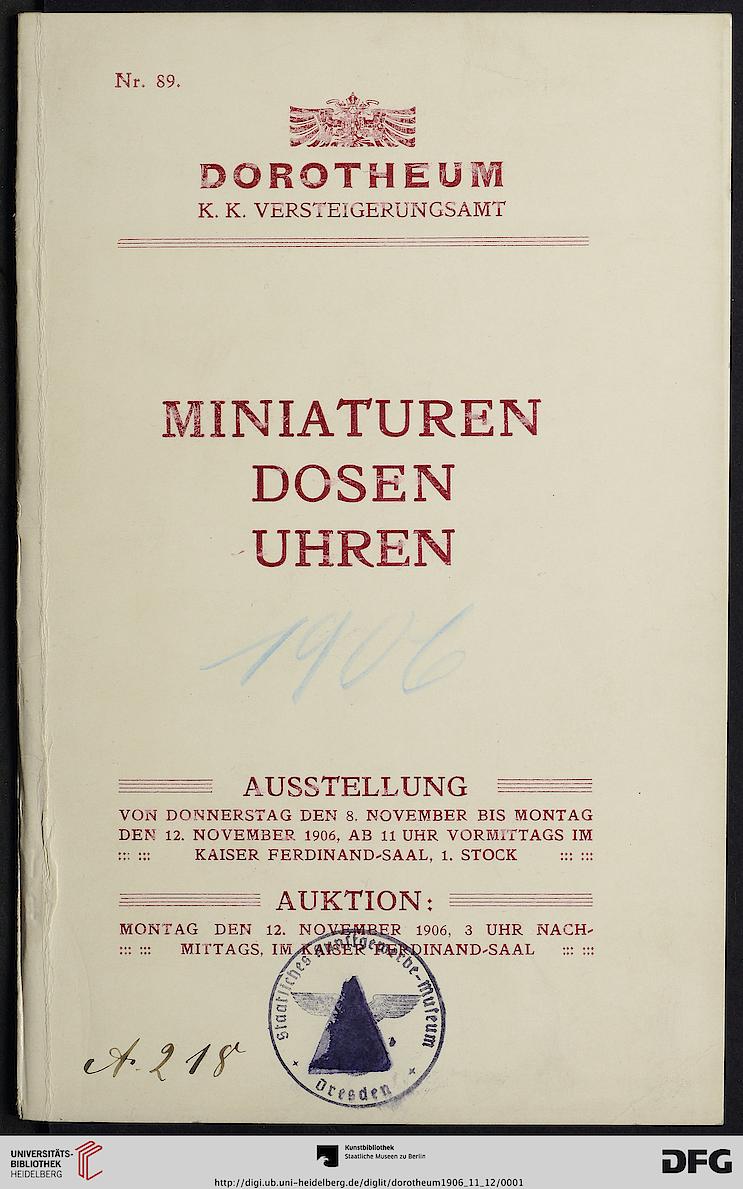 Nr. 89.
DOROTHEUM
K. K. VERSTEIGERUNGSAMT
MINIATUREN
DOSEN
UHREN
1906
AUSSTELLUNG
VON DONNERSTAG DEN 8. NOVEMBER BIS MONTAG
DEN 12. NOVEMBER 1906, AB 11 UHR VORMITTAGS IM
::: ::: KAISER FERDINAND-SAAL, 1. STOCK ::: :::
AUKTION:
MONTAG DEN 12. NOVEMBER 1906, 3 UHR NACH-
::: ::: MITTAGS, IM KAISER FERDINAND-SAAL ::: :::
Staatliches Kunstgewerbe-Museum
* Dresden *
A. 218
UNIVERSITÄTS-
BIBLIOTHEK
HEIDELBERG
Kunstbibliothek
Staatliche Museen zu Berlin
DFG
http://digi.ub.uni-heidelberg.de/diglit/dorotheum1906_11_12/0001